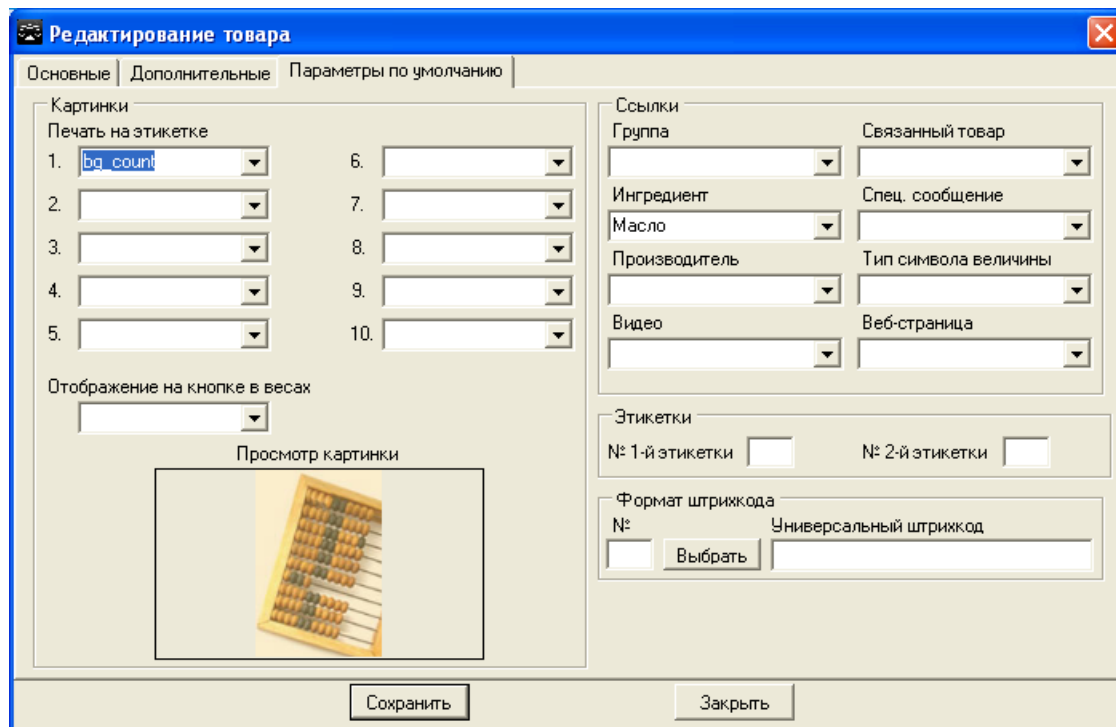 Редактирование товара
Основные Дополнительные Параметры по умолчанию
Картинки
Печать на этикетке
1. bg_count 6.
2. 7.
3. 8.
4. 9.
5. 10.
Отображение на кнопке в весах
Просмотр картинки
Ссылки
Группа Связанный товар
Ингредиент Спец. сообщение
Масло
Производитель Тип символа величины
Видео Веб-страница
Этикетки
№ 1-й этикетки № 2-й этикетки
Формат штрихкода
№ Универсальный штрихкод
Выбрать
Сохранить Закрыть